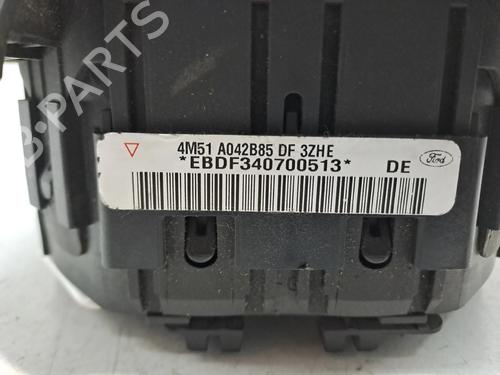 B-PARTS
4M51 A042B85 DF 3ZHE
*EBDF340700513* DE
Ford